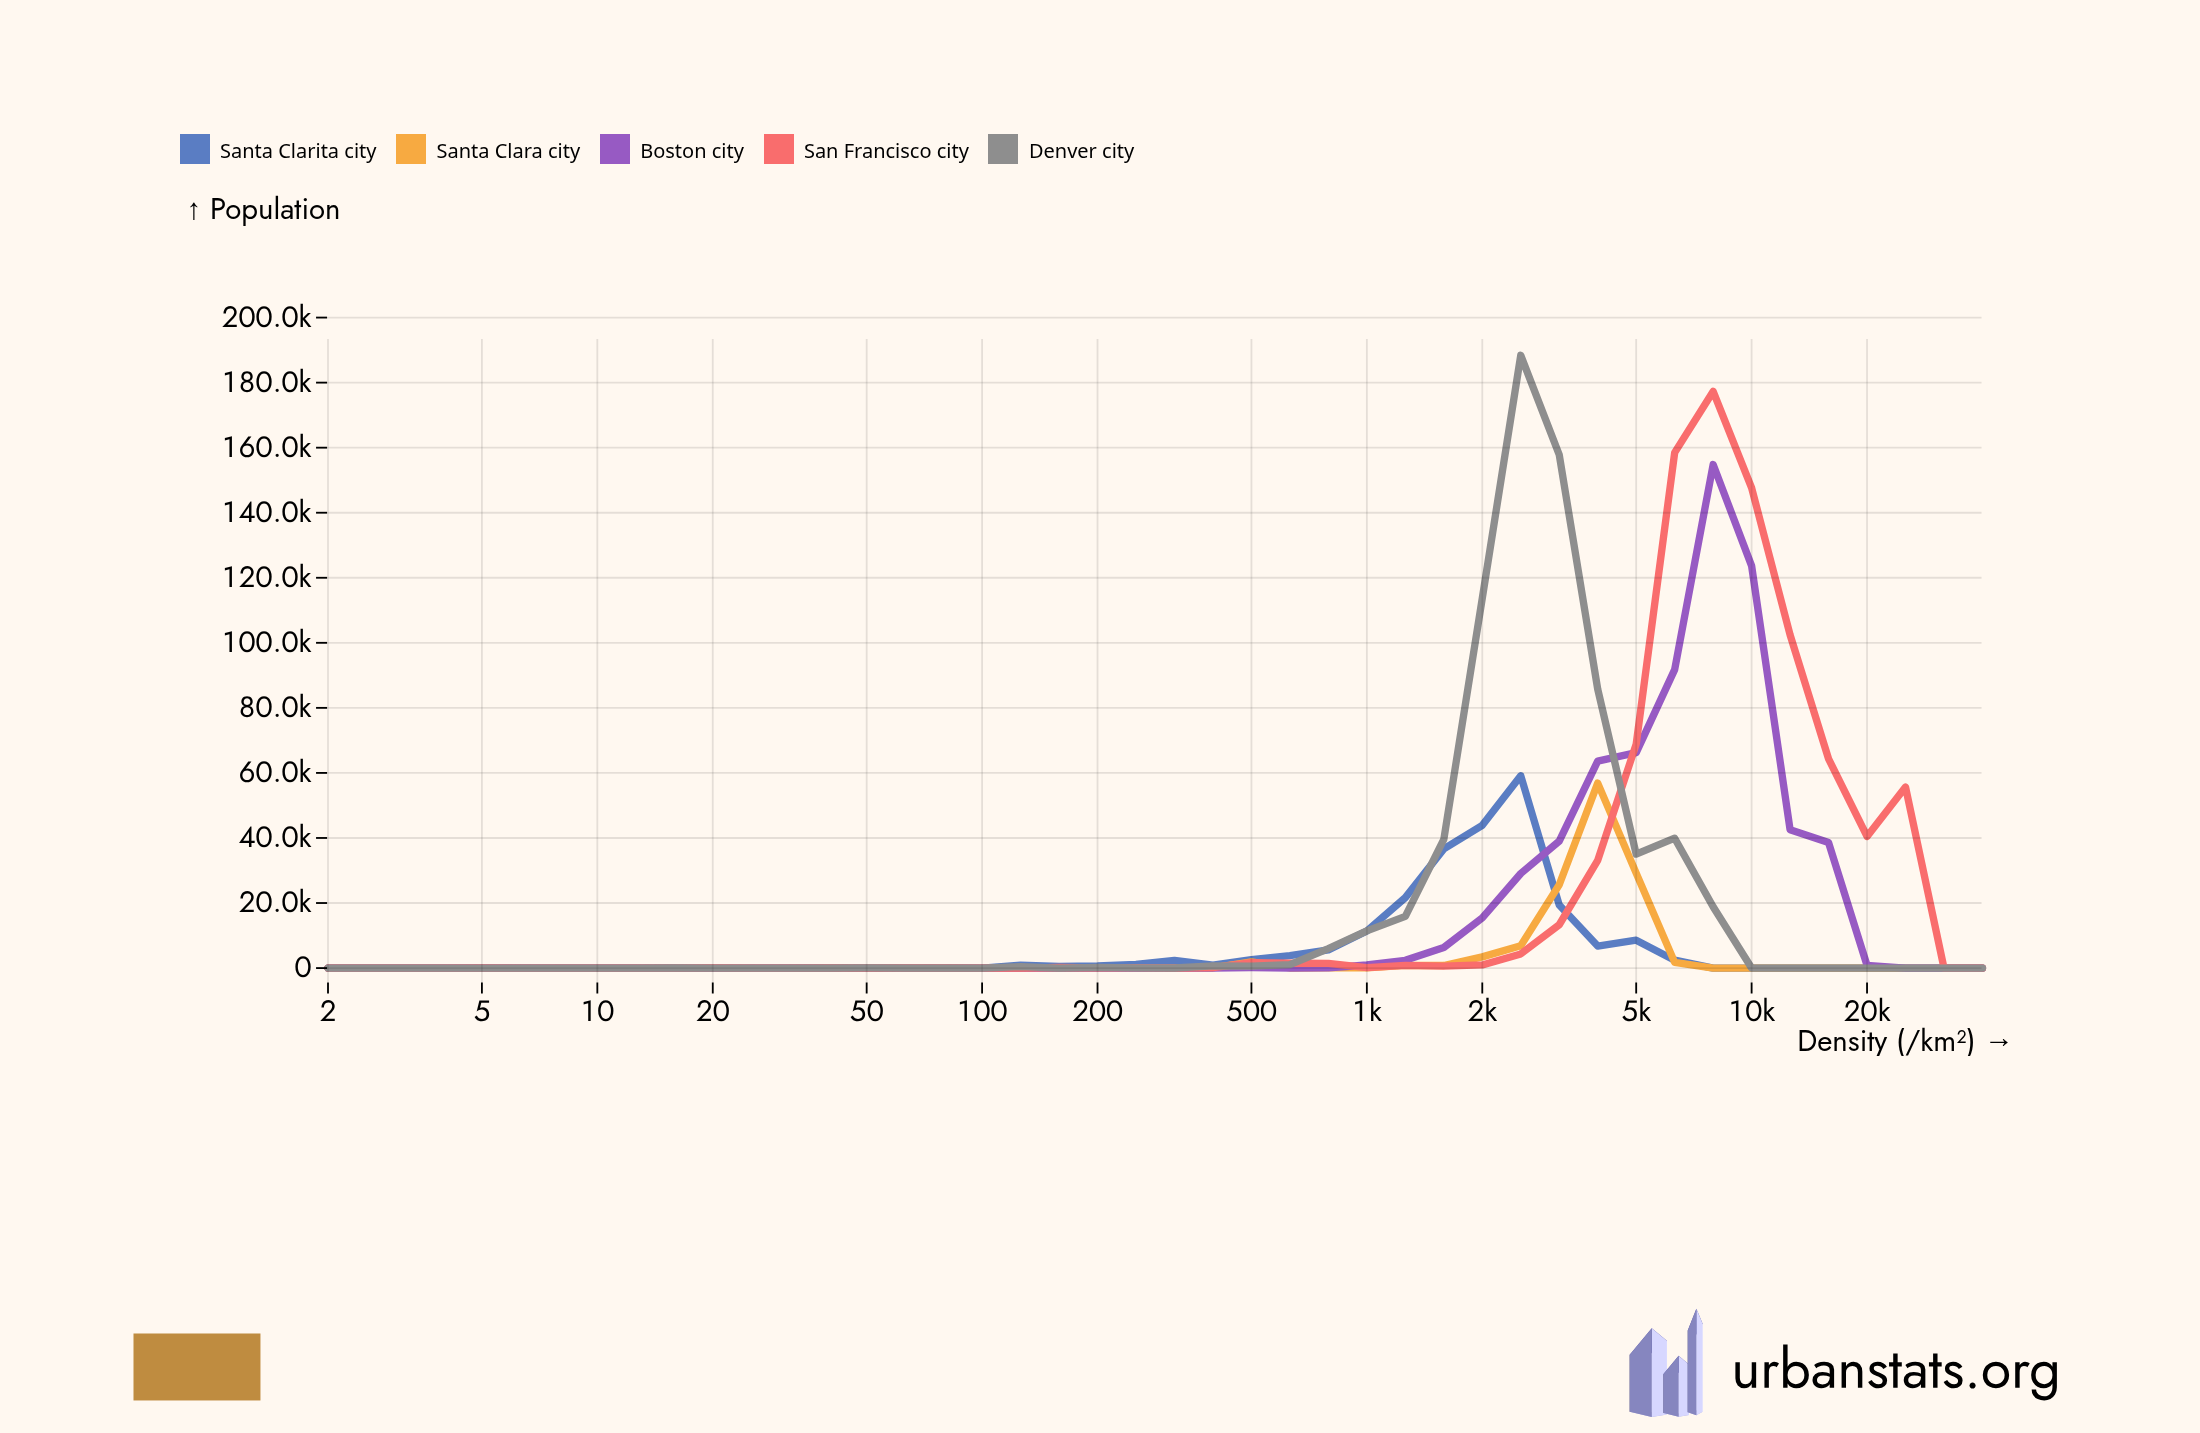 Santa Clarita city Santa Clara city Boston city San Francisco city Denver city
↑ Population
200.0k
180.0k
160.0k
140.0k
120.0k
100.0k
80.0k
60.0k
40.0k
20.0k
0
2 5 10 20 50 100 200 500 1k 2k 5k 10k 20k
Density (/km²) →
urbanstats.org